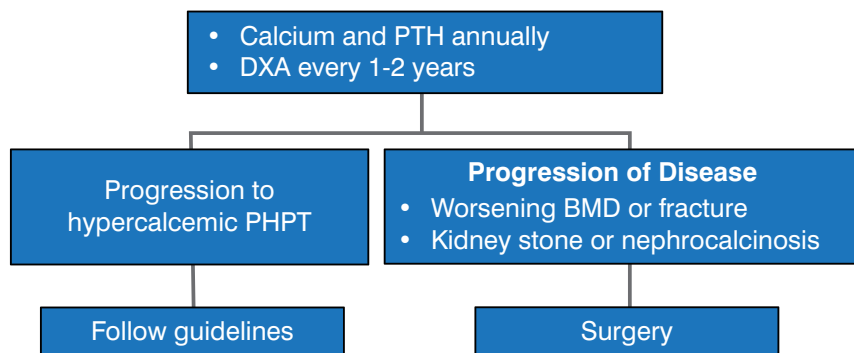 • Calcium and PTH annually
• DXA every 1-2 years
Progression to
hypercalcemic PHPT
Progression of Disease
• Worsening BMD or fracture
• Kidney stone or nephrocalcinosis
Follow guidelines
Surgery